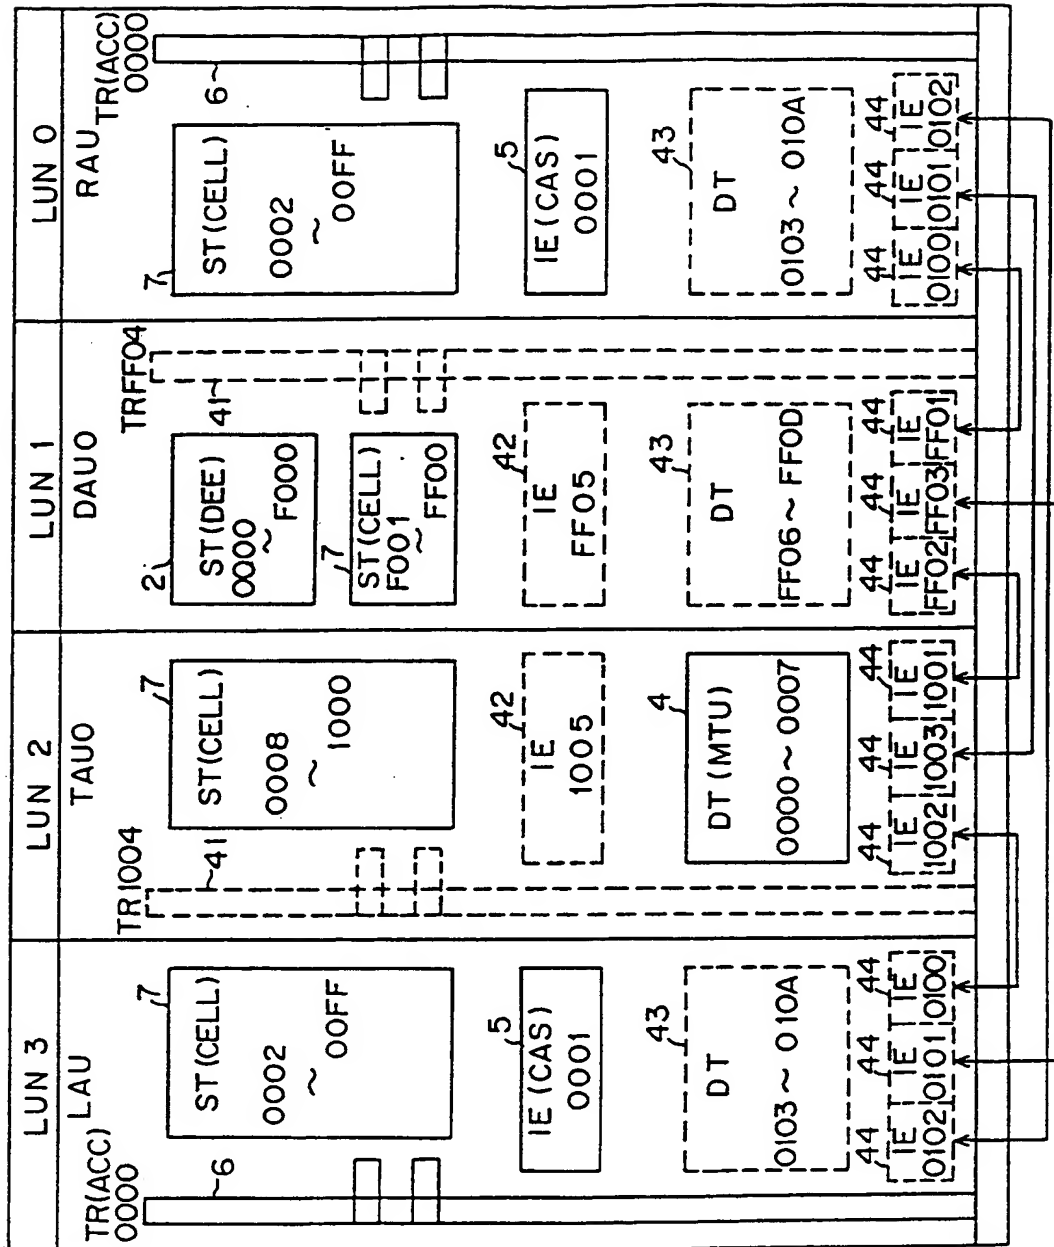 LUN 3
LAU
TR(ACC)
0000
6
7
ST(CELL)
0002
~
00FF
5
IE(CAS)
0001
43
DT
0103~010A
44
44
44
IE
IE
IE
0102
0101
0100
LUN 2
TAU0
TR1004
41
7
ST(CELL)
0008
~
1000
42
IE
1005
4
DT(MTU)
0000~0007
44
44
44
IE
IE
IE
1002
1003
1001
LUN 1
DAU0
2
ST(DEE)
0000
~
F000
7
ST(CELL)
F001
~
FF00
TRFF04
41
42
IE
FF05
43
DT
FF06~FF0D
44
44
44
IE
IE
IE
FF02
FF03
FF01
LUN 0
RAU
TR(ACC)
0000
6
7
ST(CELL)
0002
~
00FF
5
IE(CAS)
0001
43
DT
0103~010A
44
44
44
IE
IE
IE
0100
0101
0102